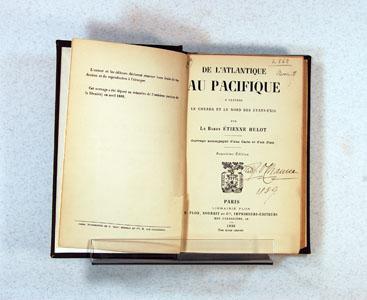 L'auteur et les éditeurs déclarent réserver leurs droits de
et de reproduction à l'étranger.
Cet ouvrage a été déposé au ministère de l'intérieur (section de
la librairie) en avril 1888.
DE L'ATLANTIQUE
AU PACIFIQUE
A TRAVERS
LE CANADA ET LE NORD DES ÉTATS-UNIS
PAR
LE BARON ÉTIENNE HULOT
Ouvrage accompagné d'une Carte et d'un Plan
Deuxième Édition
PARIS
LIBRAIRIE PLON
E. PLON, NOURRIT ET Cie, IMPRIMEURS-ÉDITEURS
RUE GARANCIÈRE, 10
1888
Tous droits réservés